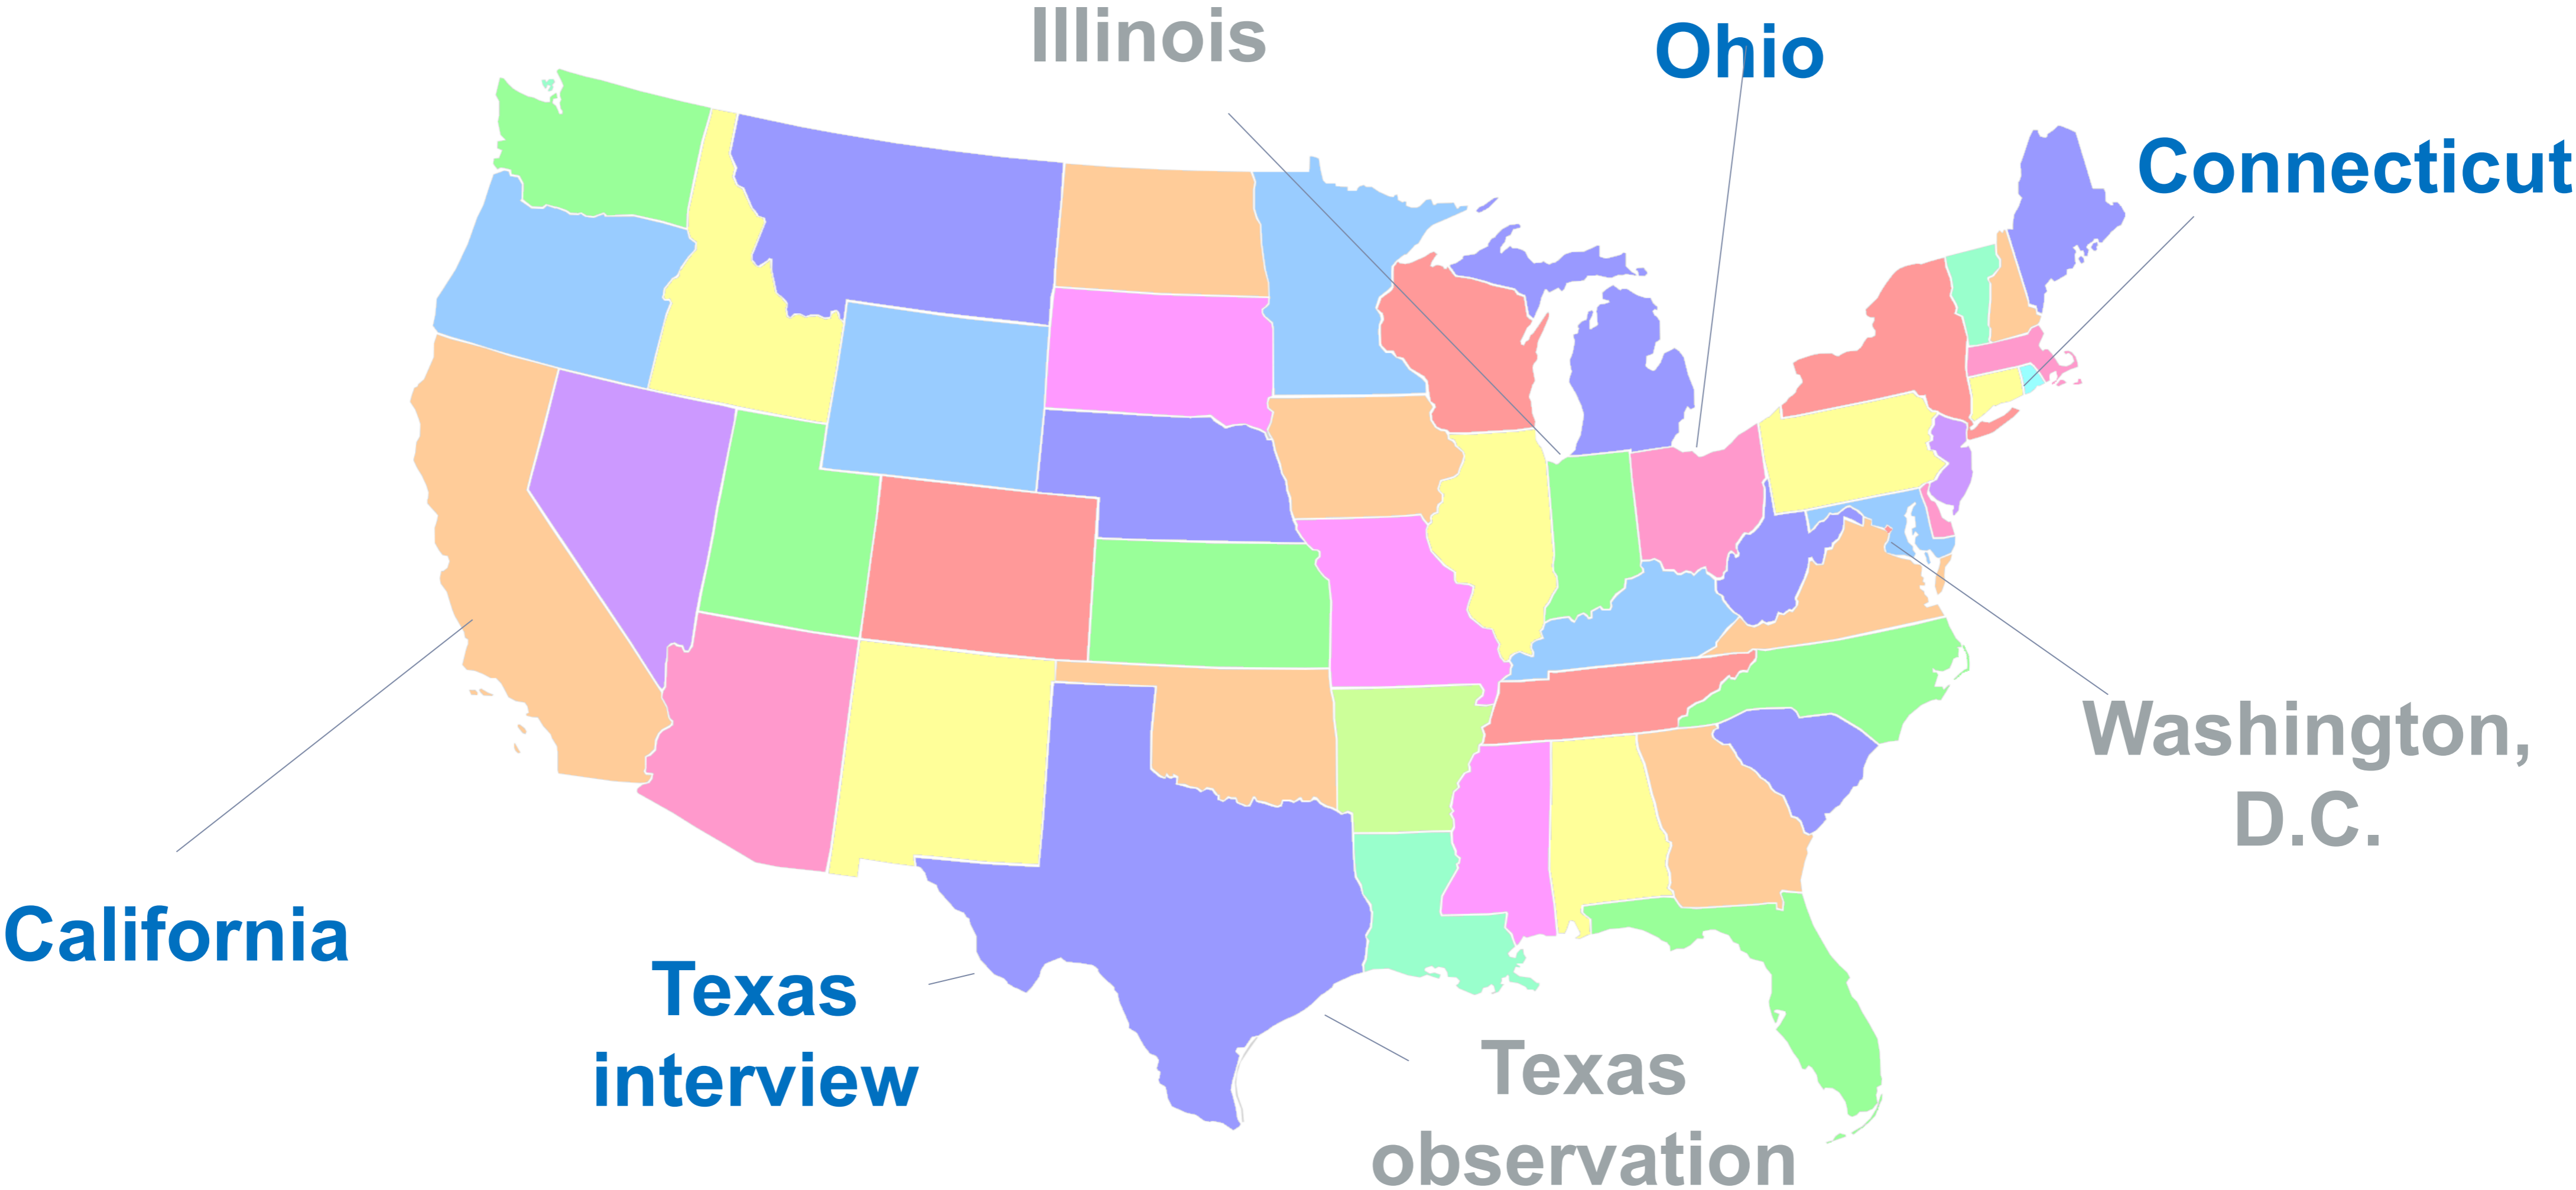 Illinois
Ohio
Connecticut
Washington,
D.C.
California
Texas
interview
Texas
observation